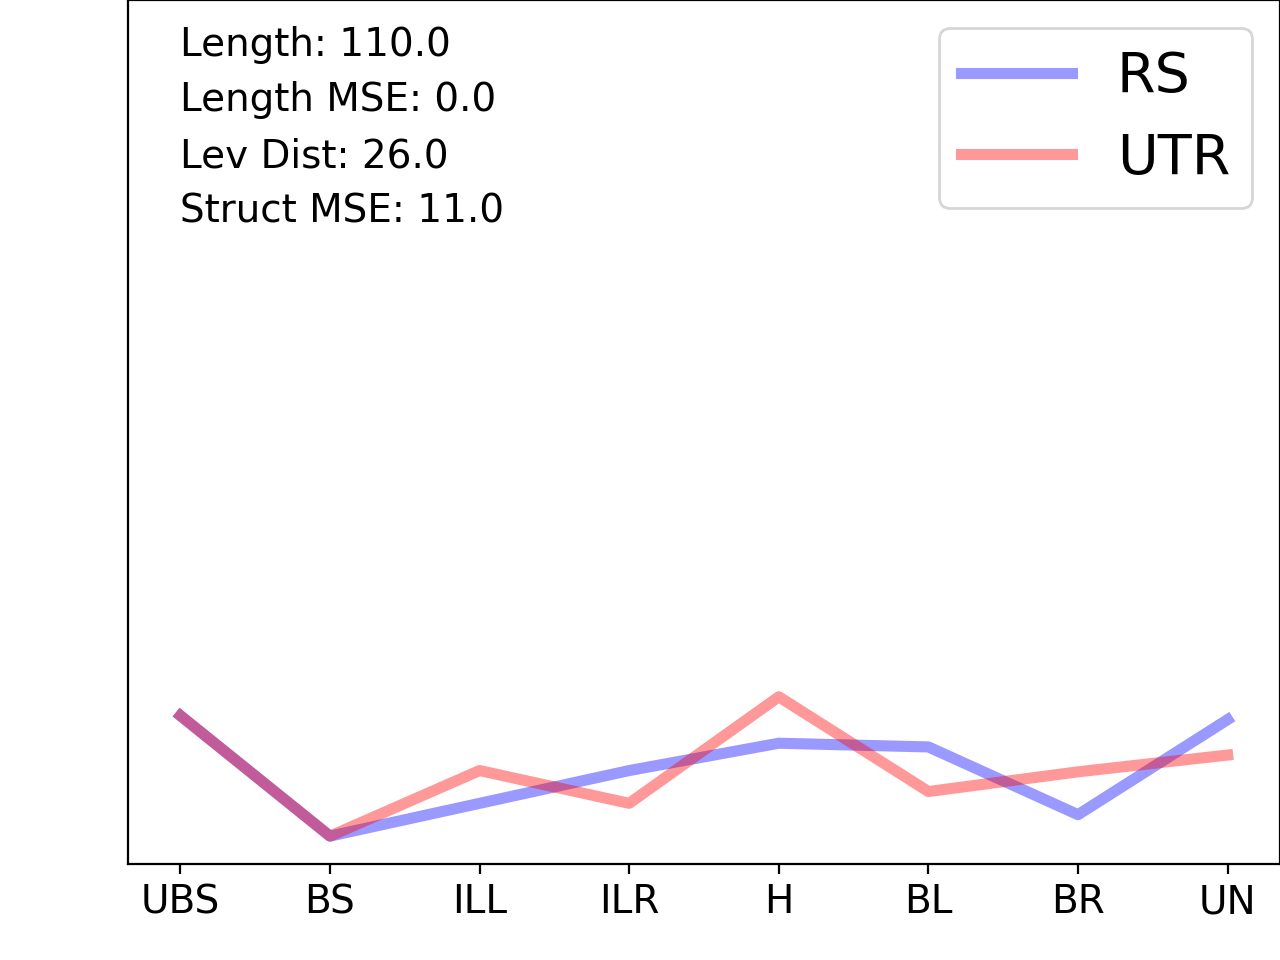 Length: 110.0
Length MSE: 0.0
Lev Dist: 26.0
Struct MSE: 11.0
RS
UTR
UBS BS ILL ILR H BL BR UN